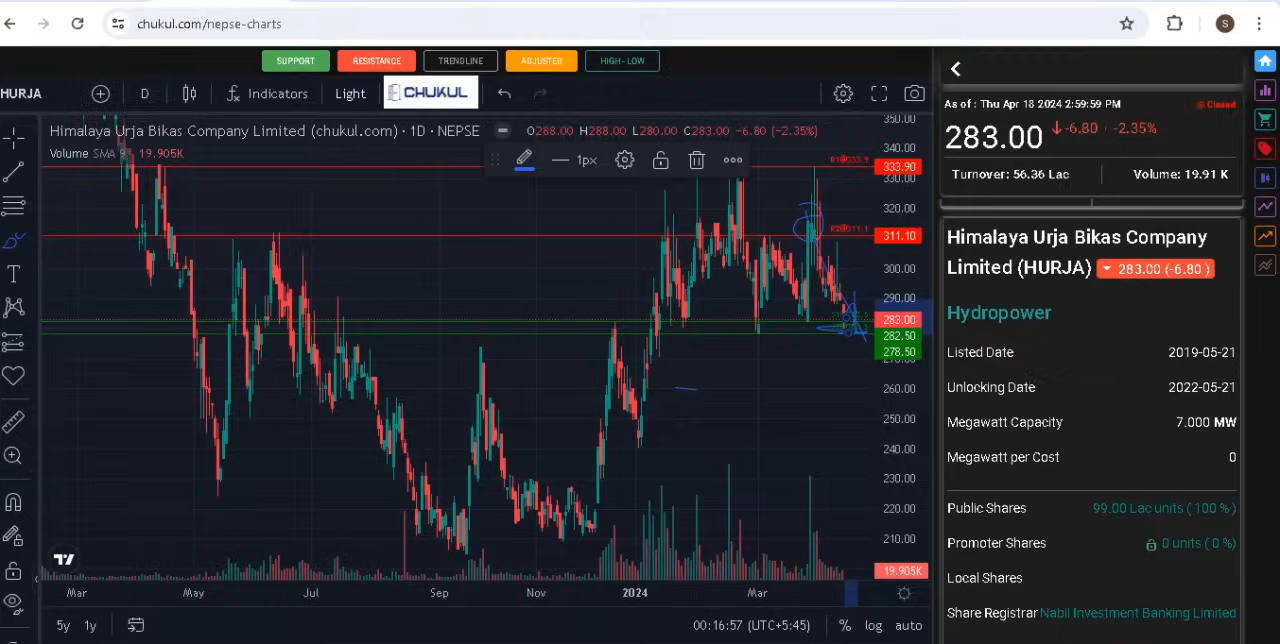 chukul.com/nepse-charts
S
SUPPORT RESISTANCE TRENDLINE ADJUSTED HIGH-LOW
HURJA D Indicators Light CHUKUL
Himalaya Urja Bikas Company Limited (chukul.com) · 1D · NEPSE O288.00 H288.00 L280.00 C283.00 -6.80 (-2.35%)
Volume SMA 9 19.905K
1px
350.00
340.00
R1@333.9
333.90
330.00
320.00
R2@311.1
311.10
300.00
290.00
283.00
282.50
278.50
270.00
260.00
250.00
240.00
230.00
220.00
210.00
19.905K
Mar May Jul Sep Nov 2024 Mar
5y 1y 00:16:57 (UTC+5:45) % log auto
As of : Thu Apr 18 2024 2:59:59 PM Closed
283.00 -6.80 -2.35%
Turnover: 56.36 Lac Volume: 19.91 K
Himalaya Urja Bikas Company
Limited (HURJA) 283.00 (-6.80 )
Hydropower
Listed Date 2019-05-21
Unlocking Date 2022-05-21
Megawatt Capacity 7.000 MW
Megawatt per Cost 0
Public Shares 99.00 Lac units ( 100 % )
Promoter Shares 0 units ( 0 %)
Local Shares
Share Registrar Nabil Investment Banking Limited